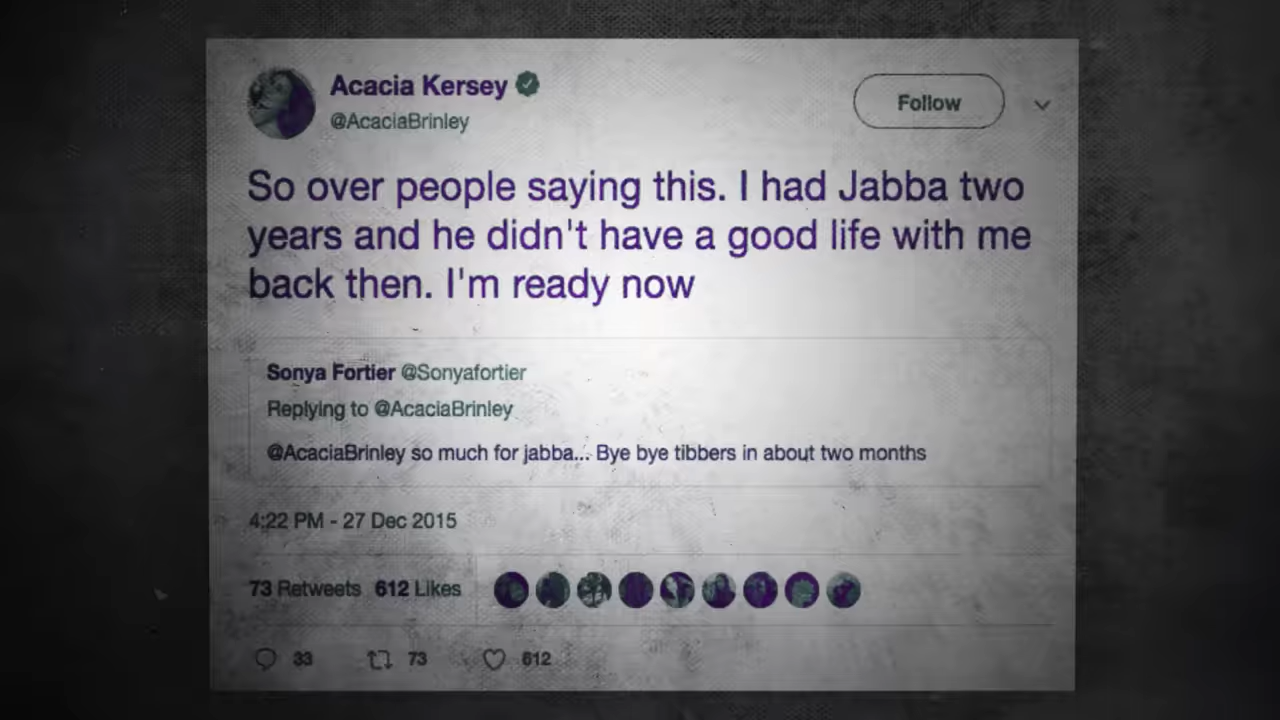 Acacia Kersey
@AcaciaBrinley
Follow
So over people saying this. I had Jabba two
years and he didn't have a good life with me
back then. I'm ready now
Sonya Fortier @Sonyafortier
Replying to @AcaciaBrinley
@AcaciaBrinley so much for jabba... Bye bye tibbers in about two months
4:22 PM - 27 Dec 2015
73 Retweets 612 Likes
33 73 612